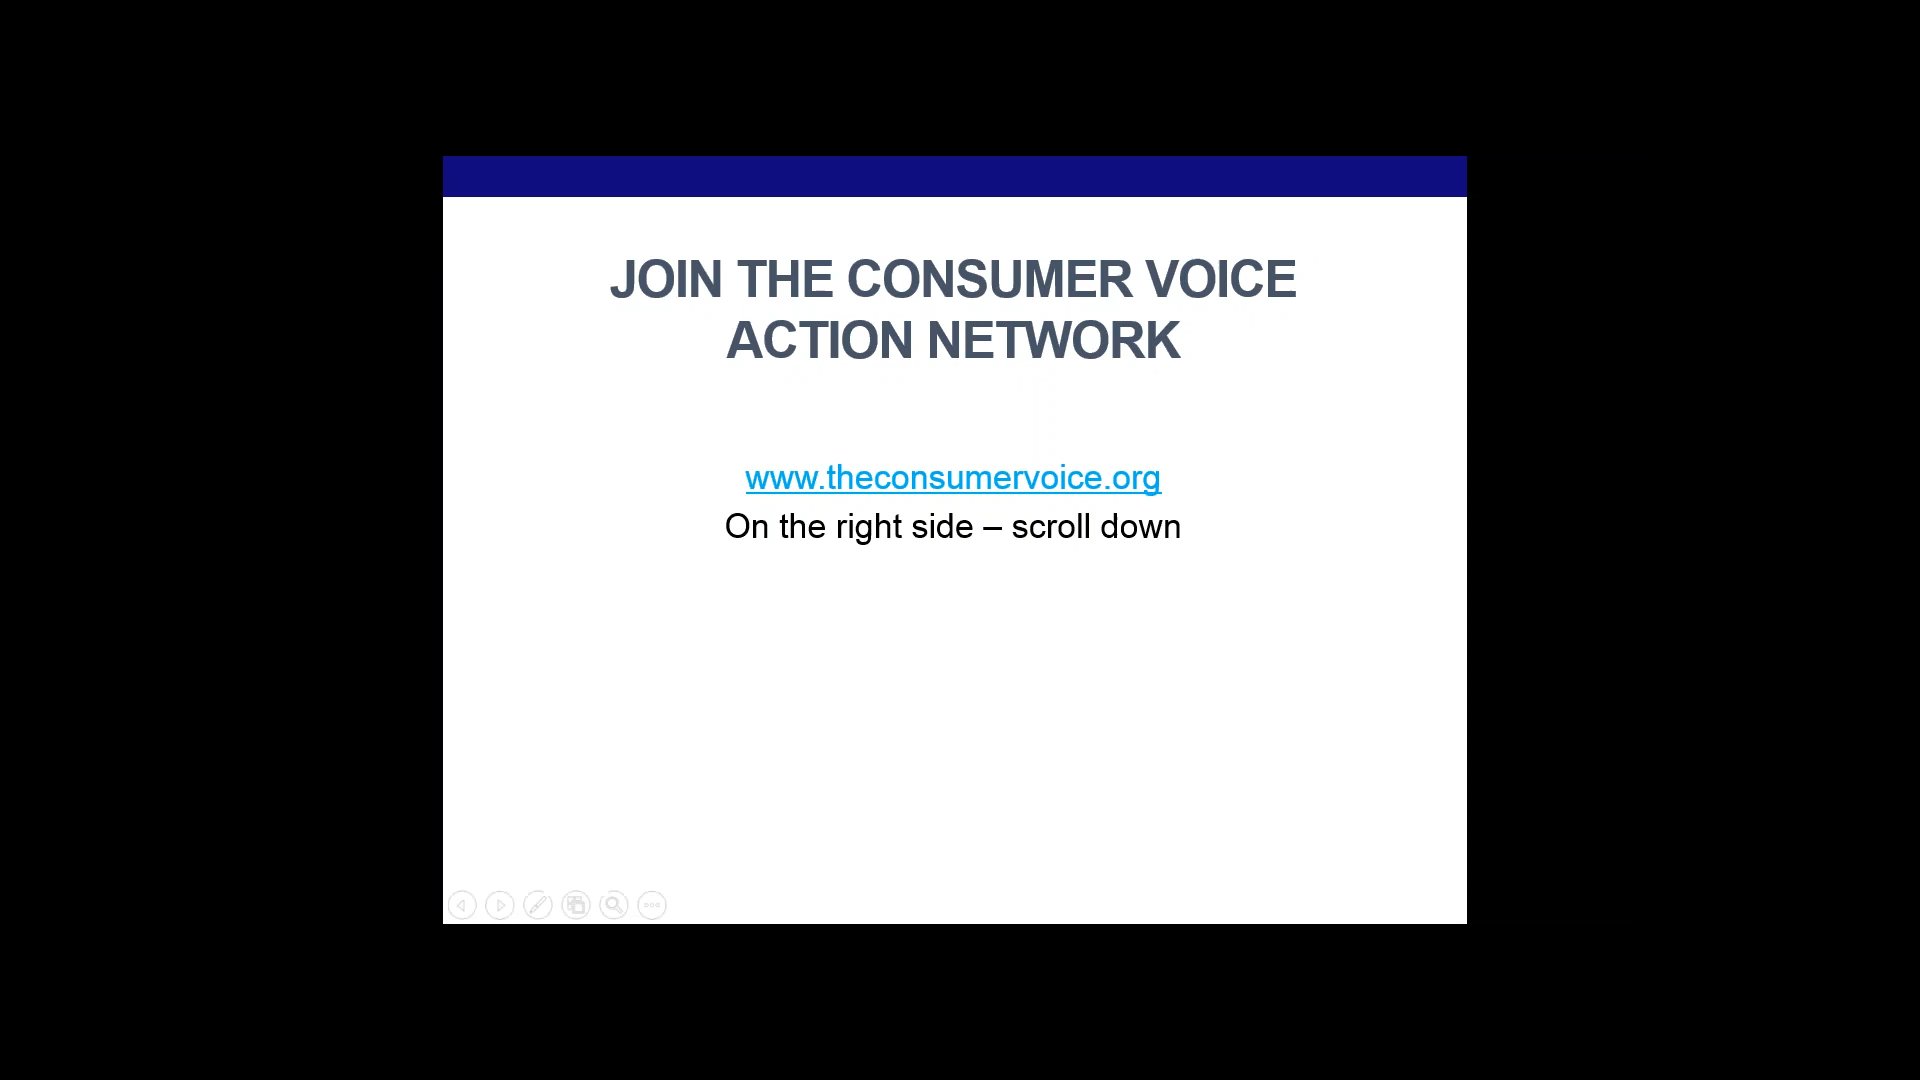 JOIN THE CONSUMER VOICE
ACTION NETWORK
www.theconsumervoice.org
On the right side – scroll down